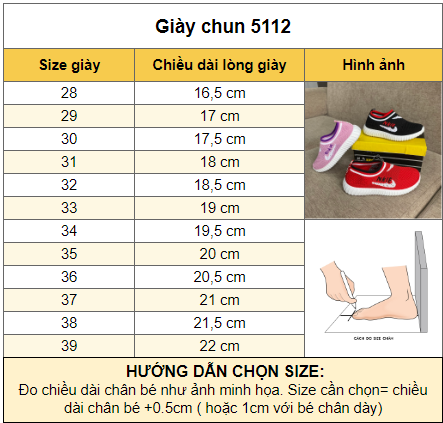 Giày chun 5112
Size giày Chiều dài lòng giày Hình ảnh
28 16,5 cm
29 17 cm
30 17,5 cm
31 18 cm
32 18,5 cm
33 19 cm
34 19,5 cm
35 20 cm
36 20,5 cm
37 21 cm
38 21,5 cm
39 22 cm
CÁCH ĐO SIZE CHÂN
HƯỚNG DẪN CHỌN SIZE:
Đo chiều dài chân bé như ảnh minh họa. Size cần chọn= chiều
dài chân bé +0.5cm ( hoặc 1cm với bé chân dày)